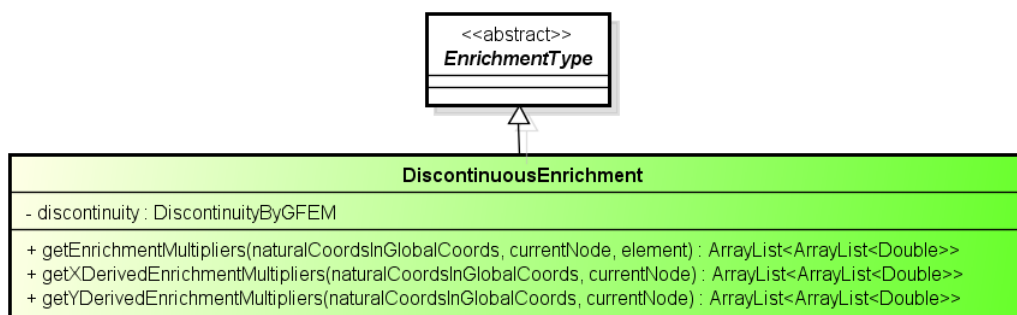 <<abstract>>
EnrichmentType
DiscontinuousEnrichment
- discontinuity : DiscontinuityByGFEM
+ getEnrichmentMultipliers(naturalCoordsInGlobalCoords, currentNode, element) : ArrayList<ArrayList<Double>>
+ getXDerivedEnrichmentMultipliers(naturalCoordsInGlobalCoords, currentNode) : ArrayList<ArrayList<Double>>
+ getYDerivedEnrichmentMultipliers(naturalCoordsInGlobalCoords, currentNode) : ArrayList<ArrayList<Double>>